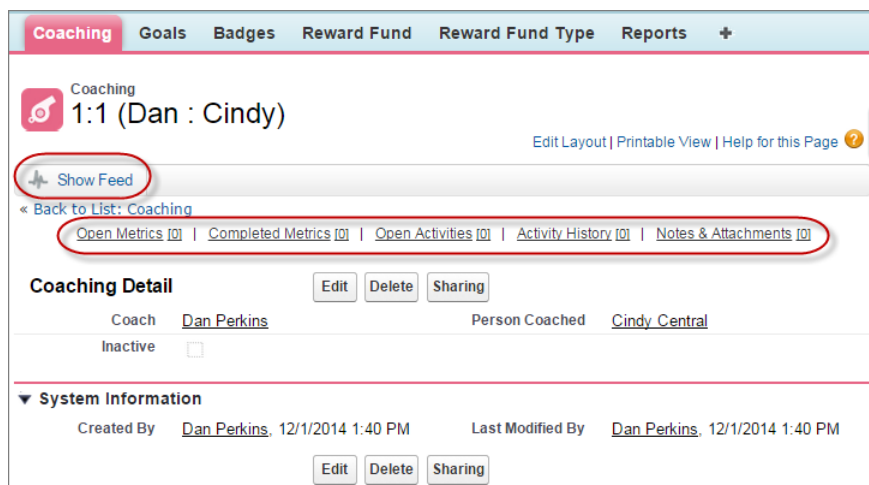 Coaching Goals Badges Reward Fund Reward Fund Type Reports +
Coaching
1:1 (Dan : Cindy)
Edit Layout | Printable View | Help for this Page ?
Show Feed
« Back to List: Coaching
Open Metrics [0] | Completed Metrics [0] | Open Activities [0] | Activity History [0] | Notes & Attachments [0]
Coaching Detail Edit Delete Sharing
Coach Dan Perkins Person Coached Cindy Central
Inactive
System Information
Created By Dan Perkins, 12/1/2014 1:40 PM Last Modified By Dan Perkins, 12/1/2014 1:40 PM
Edit Delete Sharing